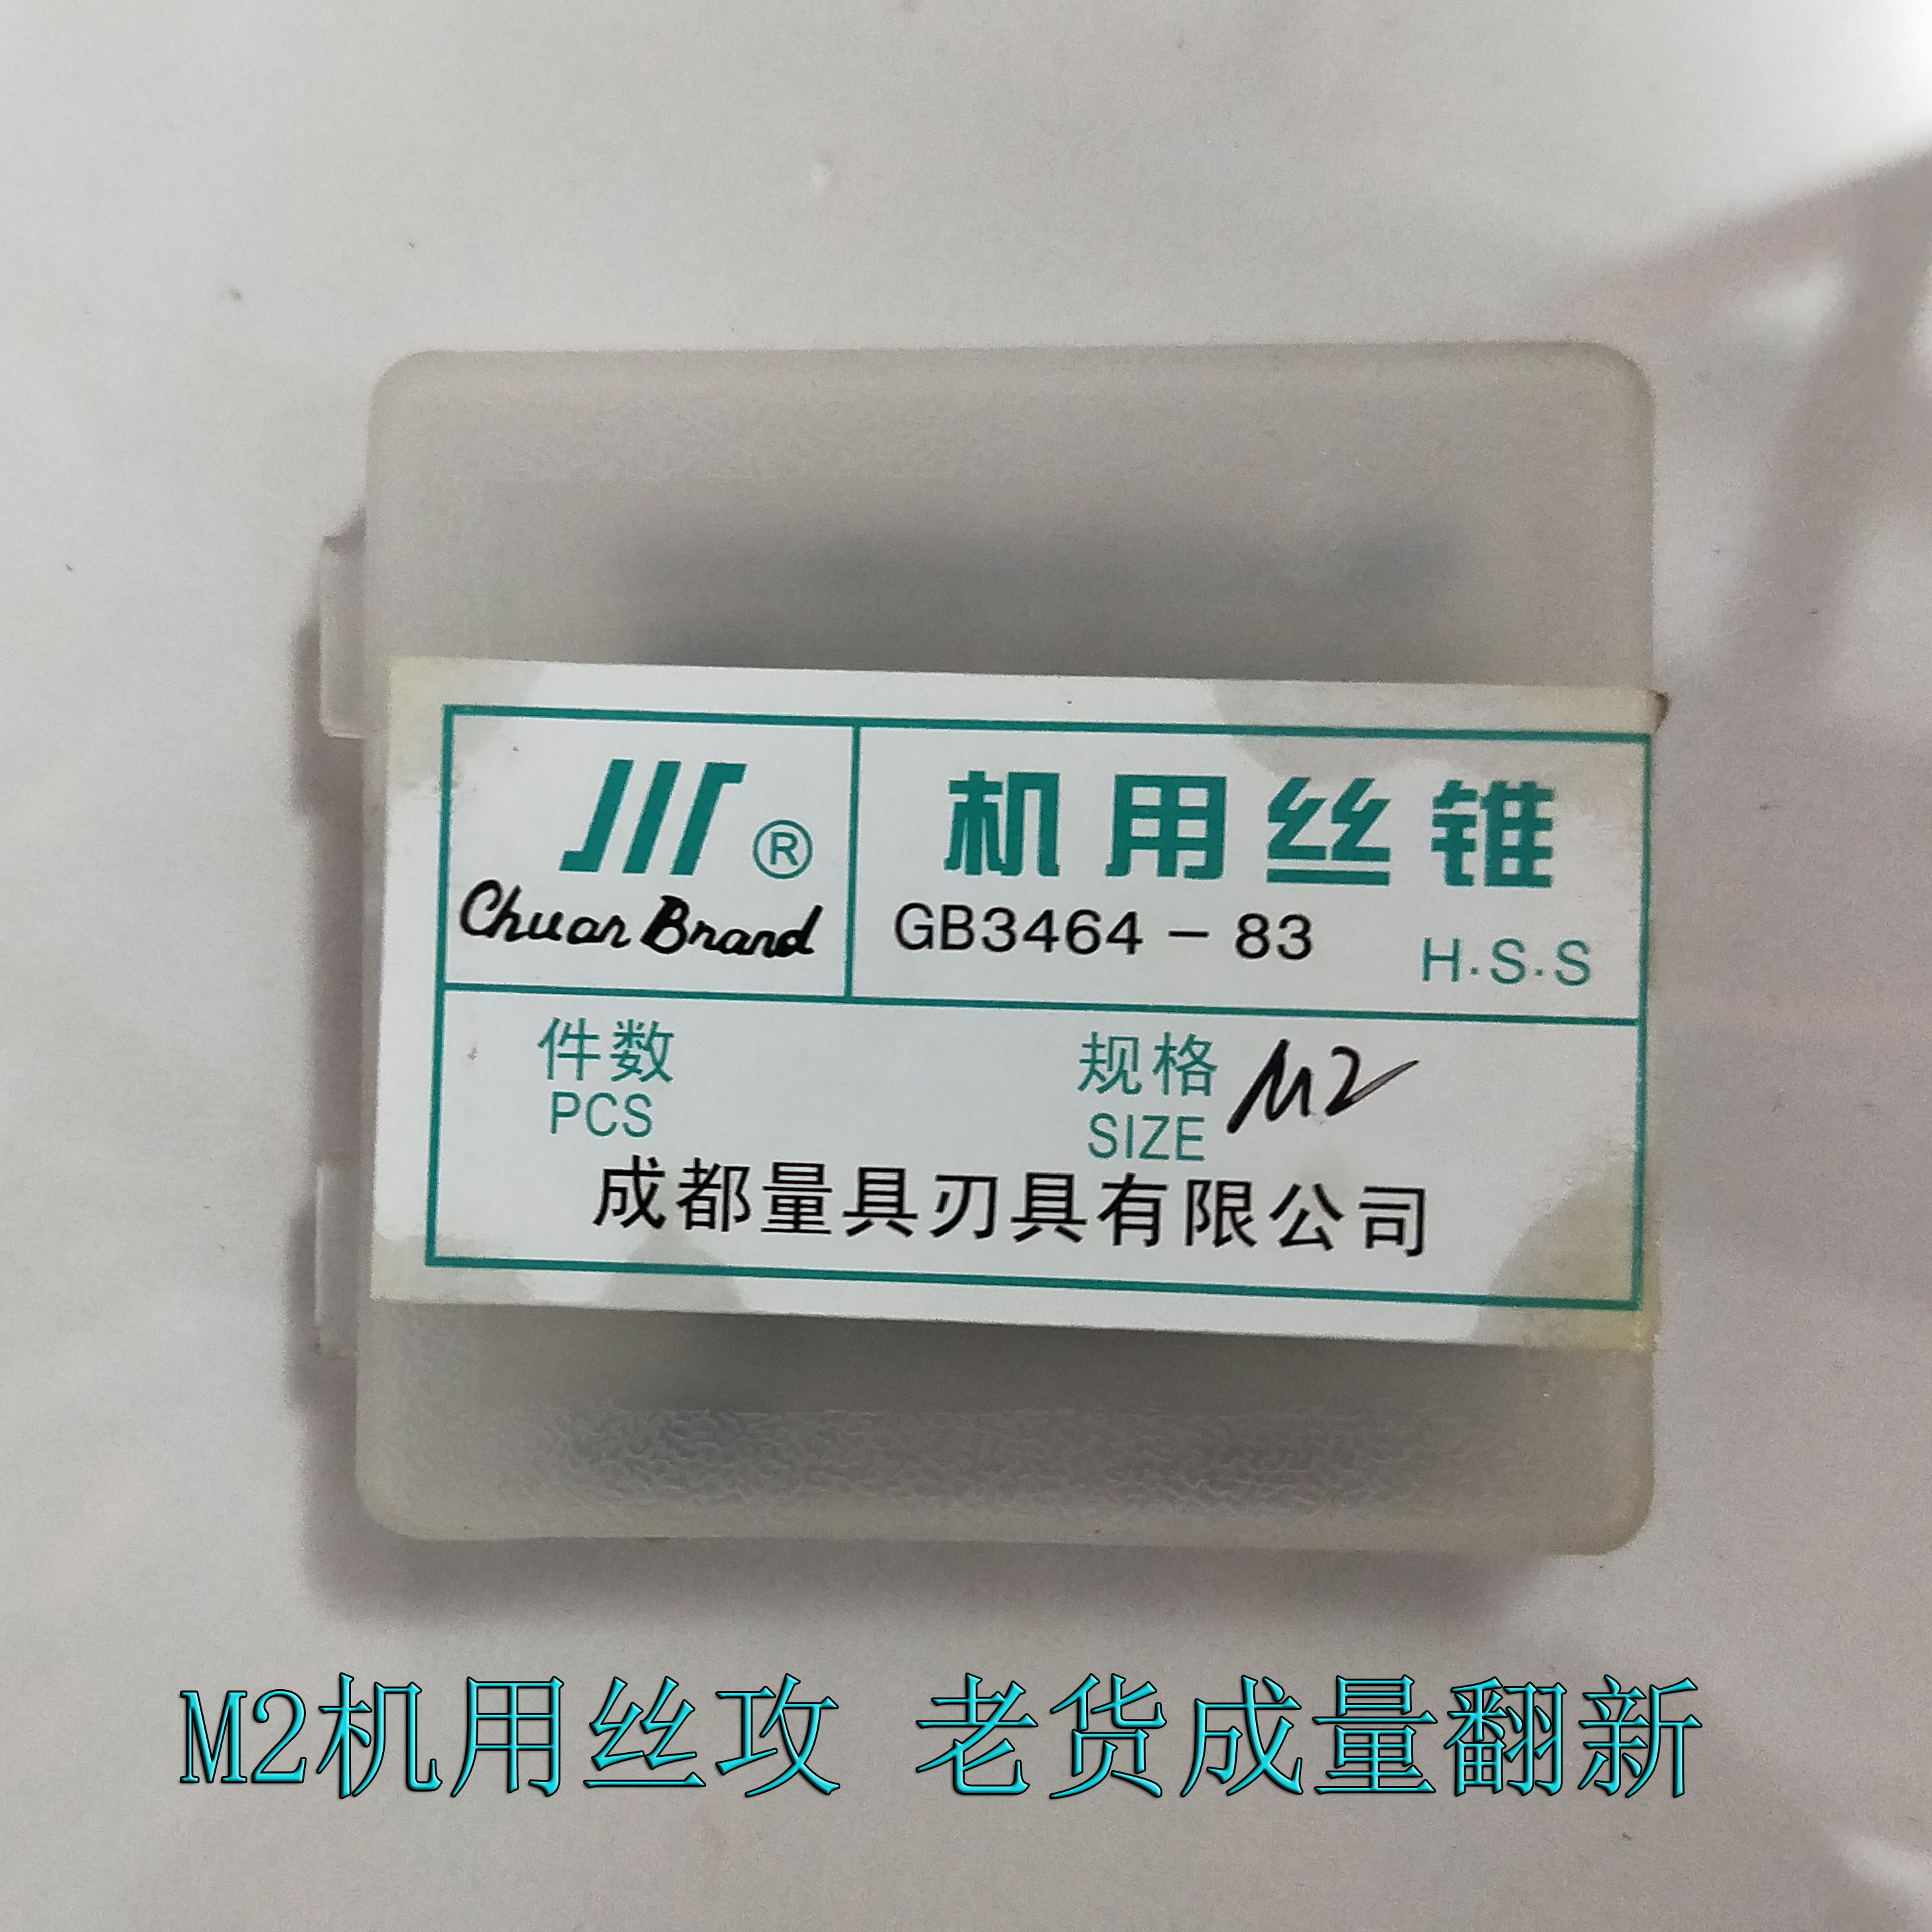 川®
Chuan Brand
机用丝锥
GB3464-83
H·S·S
件数
PCS
规格 M2
SIZE
成都量具刃具有限公司
M2机用丝攻 老货成量翻新